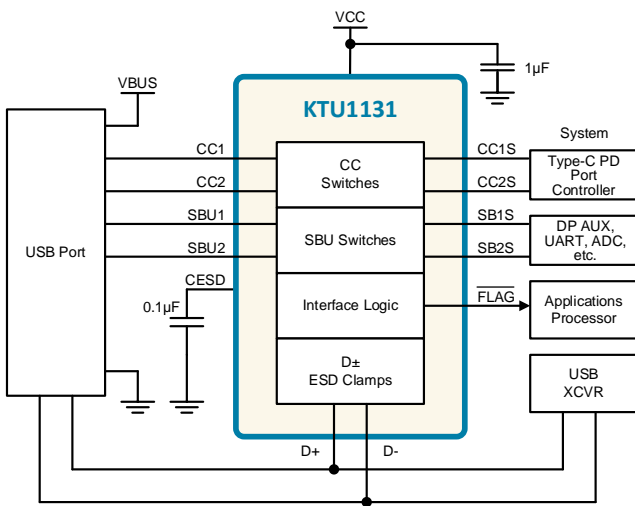 VCC
1µF
VBUS
KTU1131
System
CC1
CC2
SBU1
SBU2
CESD
0.1µF
USB Port
CC
Switches
SBU Switches
Interface Logic
D±
ESD Clamps
CC1S
CC2S
SB1S
SB2S
FLAG
Type-C PD
Port
Controller
DP AUX,
UART, ADC,
etc.
Applications
Processor
USB
XCVR
D+
D-